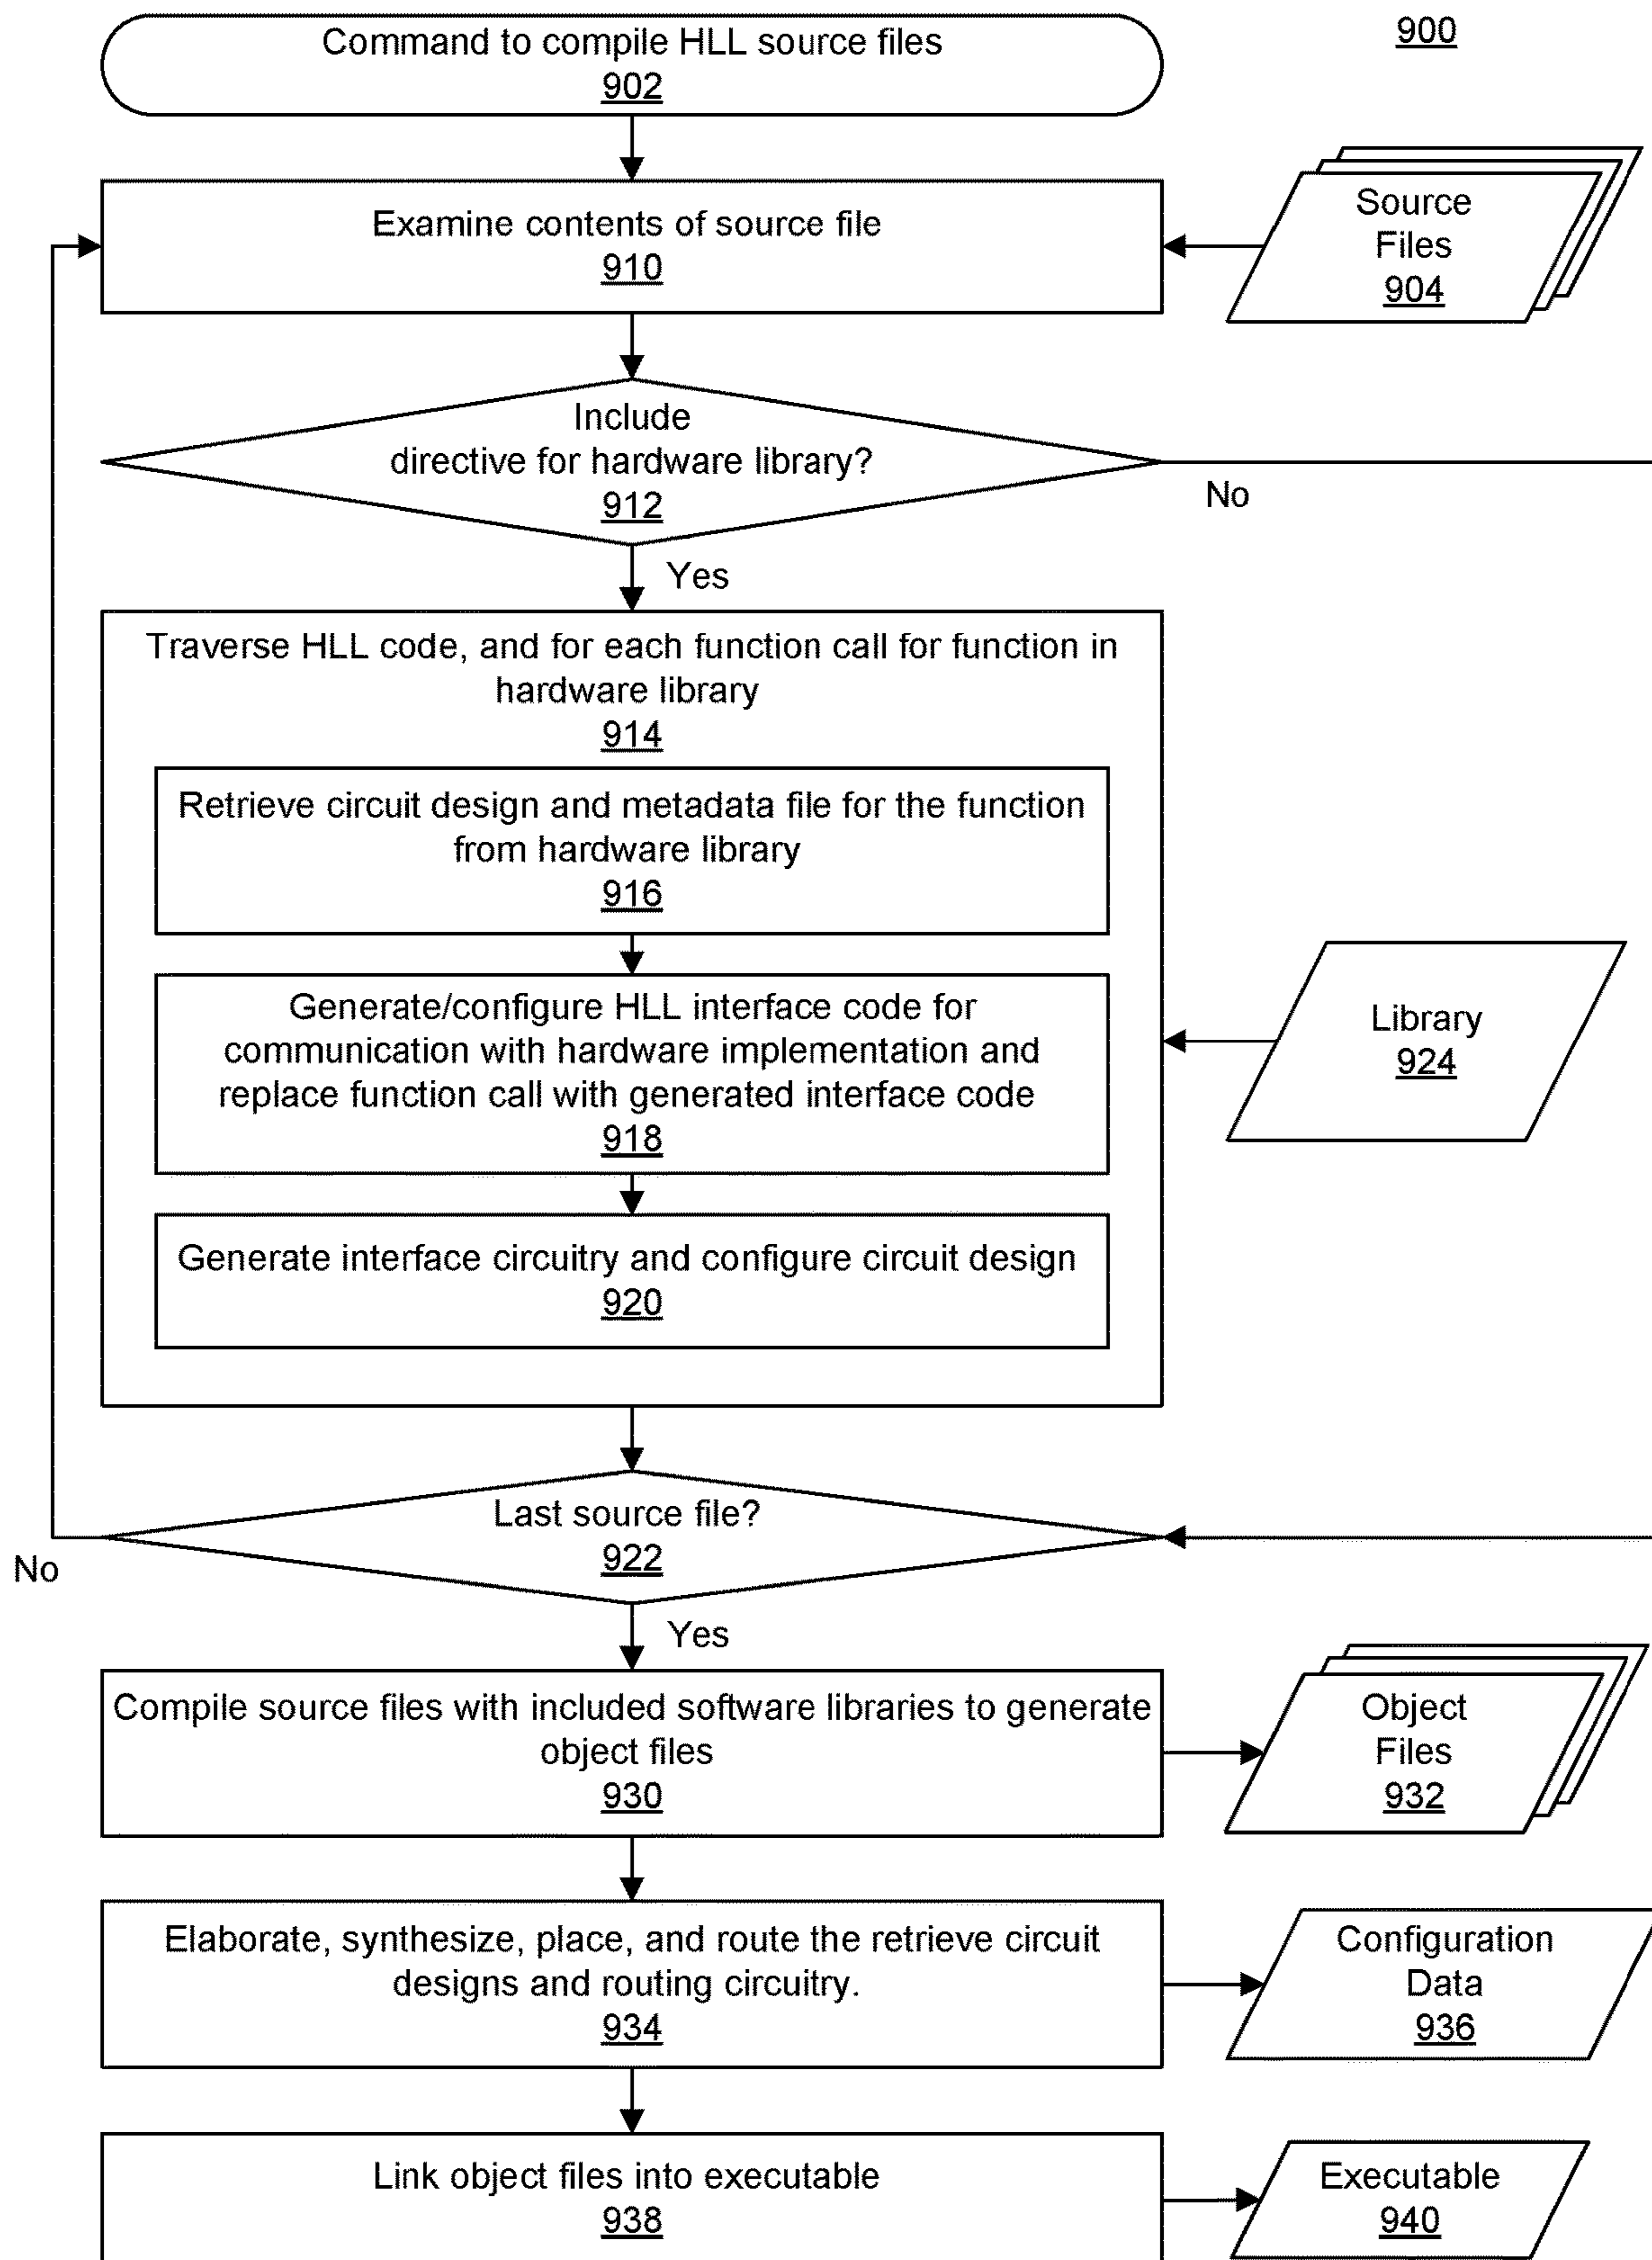 900
Command to compile HLL source files
902
Examine contents of source file
910
Source
Files
904
Include
directive for hardware library?
912
No
Yes
Traverse HLL code, and for each function call for function in
hardware library
914
Retrieve circuit design and metadata file for the function
from hardware library
916
Generate/configure HLL interface code for
communication with hardware implementation and
replace function call with generated interface code
918
Library
924
Generate interface circuitry and configure circuit design
920
Last source file?
922
No
Yes
Compile source files with included software libraries to generate
object files
930
Object
Files
932
Elaborate, synthesize, place, and route the retrieve circuit
designs and routing circuitry.
934
Configuration
Data
936
Link object files into executable
938
Executable
940